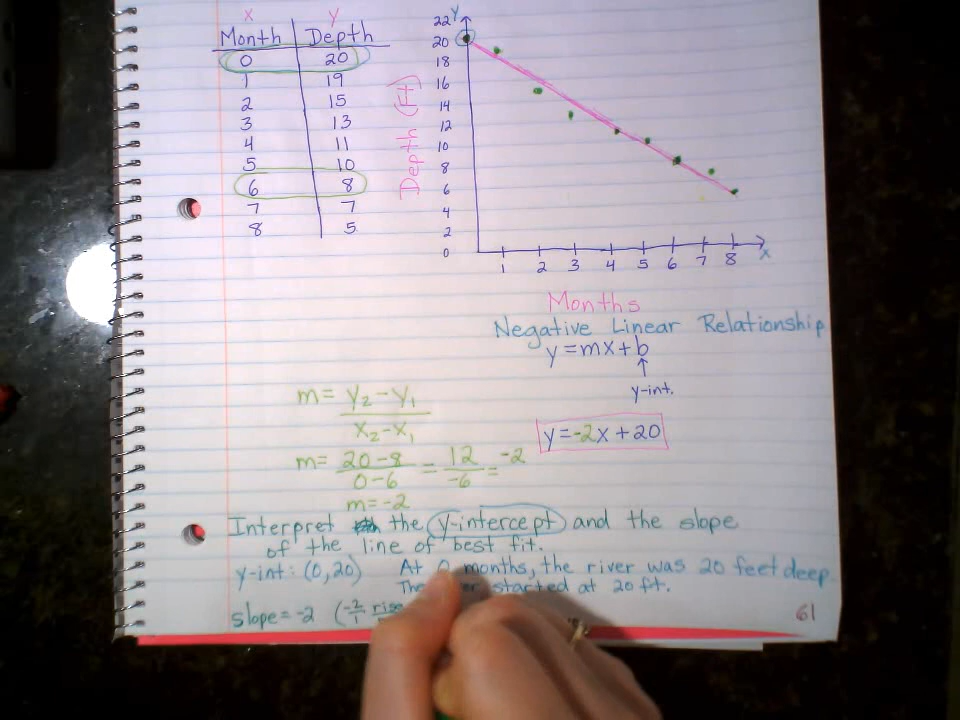 x y
Month Depth
0 20
1 19
2 15
3 13
4 11
5 10
6 8
7 7
8 5
Y
22
20
18
16
14
12
10
8
6
4
2
0
Depth (Ft)
1 2 3 4 5 6 7 8 X
Months
Negative Linear Relationship
y = mx + b
y-int.
m = y₂ - y₁
x₂ - x₁
y = -2x + 20
m = 20 - 8 = 12 = -2
0 - 6 -6
m = -2
Interpret the y-intercept and the slope
of the line of best fit.
y-int: (0, 20) At 0 months, the river was 20 feet deep.
started at 20 ft.
slope = -2 (-2/1 rise
61